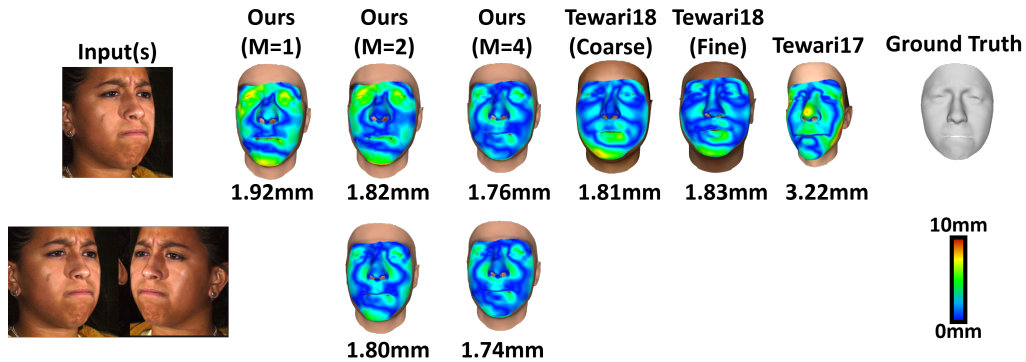 Input(s)
Ours
(M=1)
Ours
(M=2)
Ours
(M=4)
Tewari18
(Coarse)
Tewari18
(Fine)
Tewari17
Ground Truth
1.92mm
1.82mm
1.76mm
1.81mm
1.83mm
3.22mm
10mm
0mm
1.80mm
1.74mm